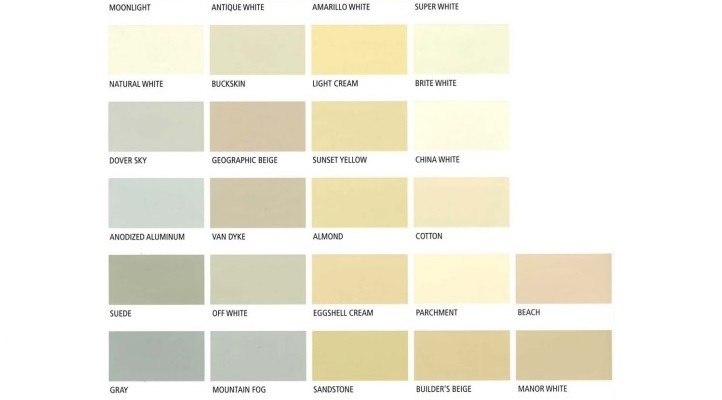 MOONLIGHT ANTIQUE WHITE AMARILLO WHITE SUPER WHITE
NATURAL WHITE BUCKSKIN LIGHT CREAM BRITE WHITE
DOVER SKY GEOGRAPHIC BEIGE SUNSET YELLOW CHINA WHITE
ANODIZED ALUMINUM VAN DYKE ALMOND COTTON
SUEDE OFF WHITE EGGSHELL CREAM PARCHMENT BEACH
GRAY MOUNTAIN FOG SANDSTONE BUILDER'S BEIGE MANOR WHITE